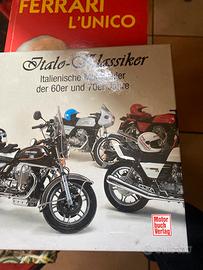 FERRARI
L'UNICO
Italo-Klassiker
Italienische Motorräder
der 60er und 70er Jahre
Motor
buch
Verlag